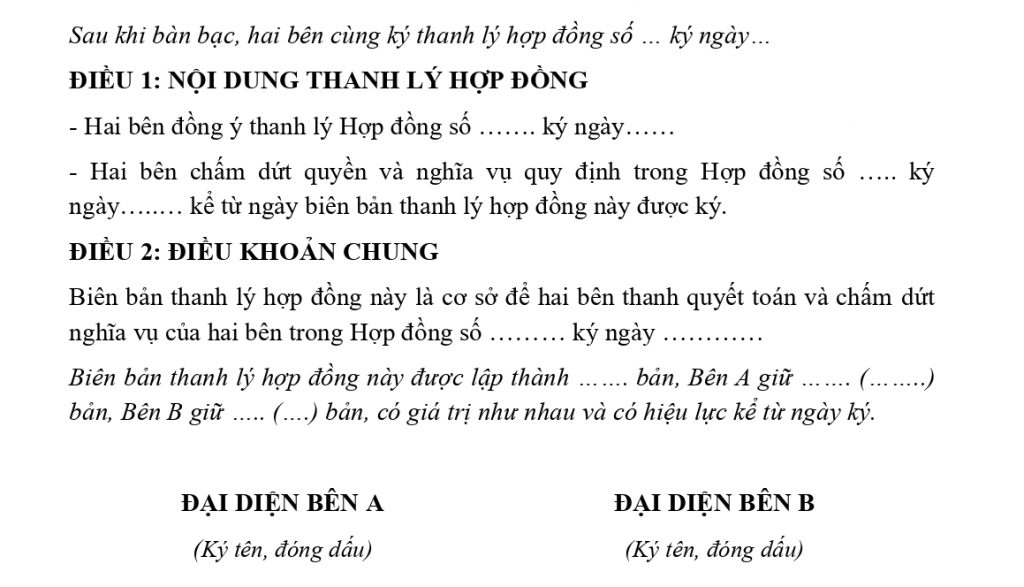 Sau khi bàn bạc, hai bên cùng ký thanh lý hợp đồng số … ký ngày…
ĐIỀU 1: NỘI DUNG THANH LÝ HỢP ĐỒNG
- Hai bên đồng ý thanh lý Hợp đồng số ……. ký ngày……
- Hai bên chấm dứt quyền và nghĩa vụ quy định trong Hợp đồng số ….. ký
ngày…..… kể từ ngày biên bản thanh lý hợp đồng này được ký.
ĐIỀU 2: ĐIỀU KHOẢN CHUNG
Biên bản thanh lý hợp đồng này là cơ sở để hai bên thanh quyết toán và chấm dứt
nghĩa vụ của hai bên trong Hợp đồng số ……… ký ngày …………
Biên bản thanh lý hợp đồng này được lập thành ……. bản, Bên A giữ ……. (……..)
bản, Bên B giữ ….. (….) bản, có giá trị như nhau và có hiệu lực kể từ ngày ký.
ĐẠI DIỆN BÊN A ĐẠI DIỆN BÊN B
(Ký tên, đóng dấu) (Ký tên, đóng dấu)